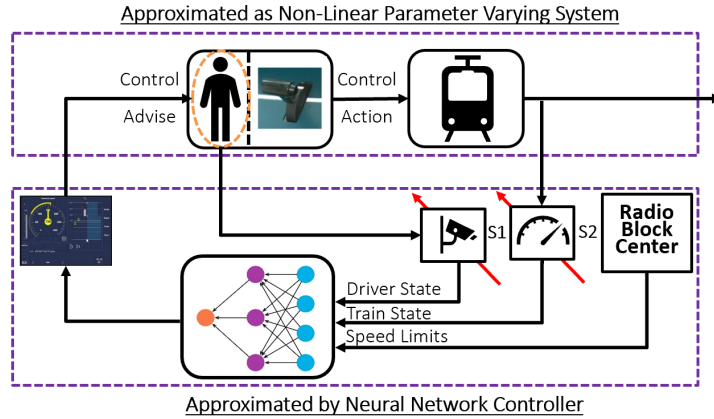 Approximated as Non-Linear Parameter Varying System
Control
Advise
Control
Action
S1
S2
Radio
Block
Center
Driver State
Train State
Speed Limits
Approximated by Neural Network Controller